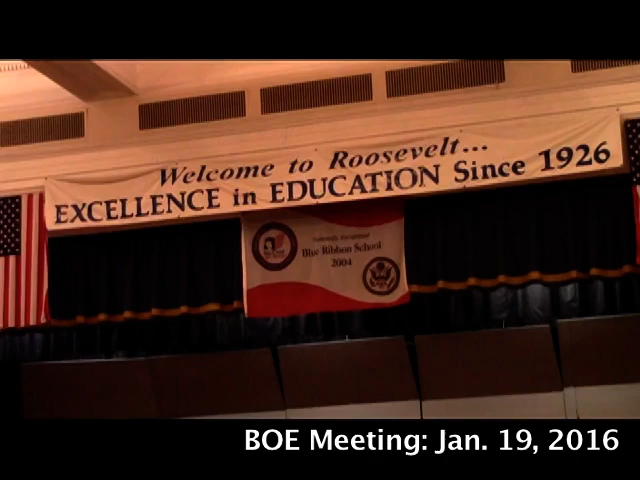 Welcome to Roosevelt...
EXCELLENCE in EDUCATION Since 1926
Blue Ribbon School
2004
BOE Meeting: Jan. 19, 2016